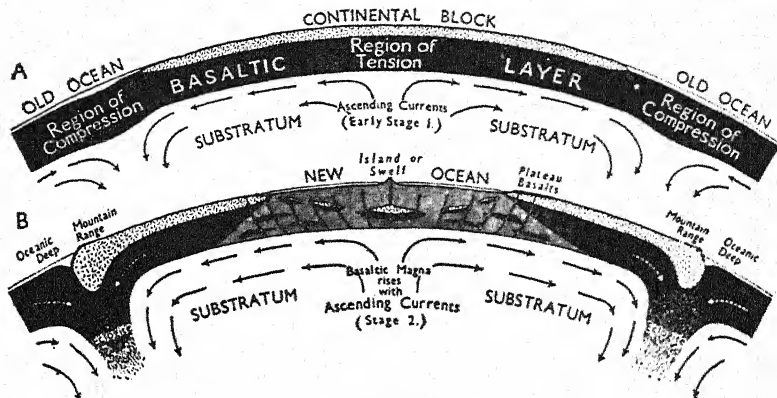 CONTINENTAL BLOCK
A
OLD OCEAN
Region of
Compression
BASALTIC
Region of
Tension
LAYER
Region of
Compression
OLD OCEAN
Ascending Currents
(Early Stage 1.)
SUBSTRATUM
SUBSTRATUM
B
Oceanic
Deep
Mountain
Range
NEW
Island or
Swell
OCEAN
Plateau
Basalts
Mountain
Range
Oceanic
Deep
Basaltic Magna
rises
with
Ascending Currents
(Stage 2.)
SUBSTRATUM
SUBSTRATUM